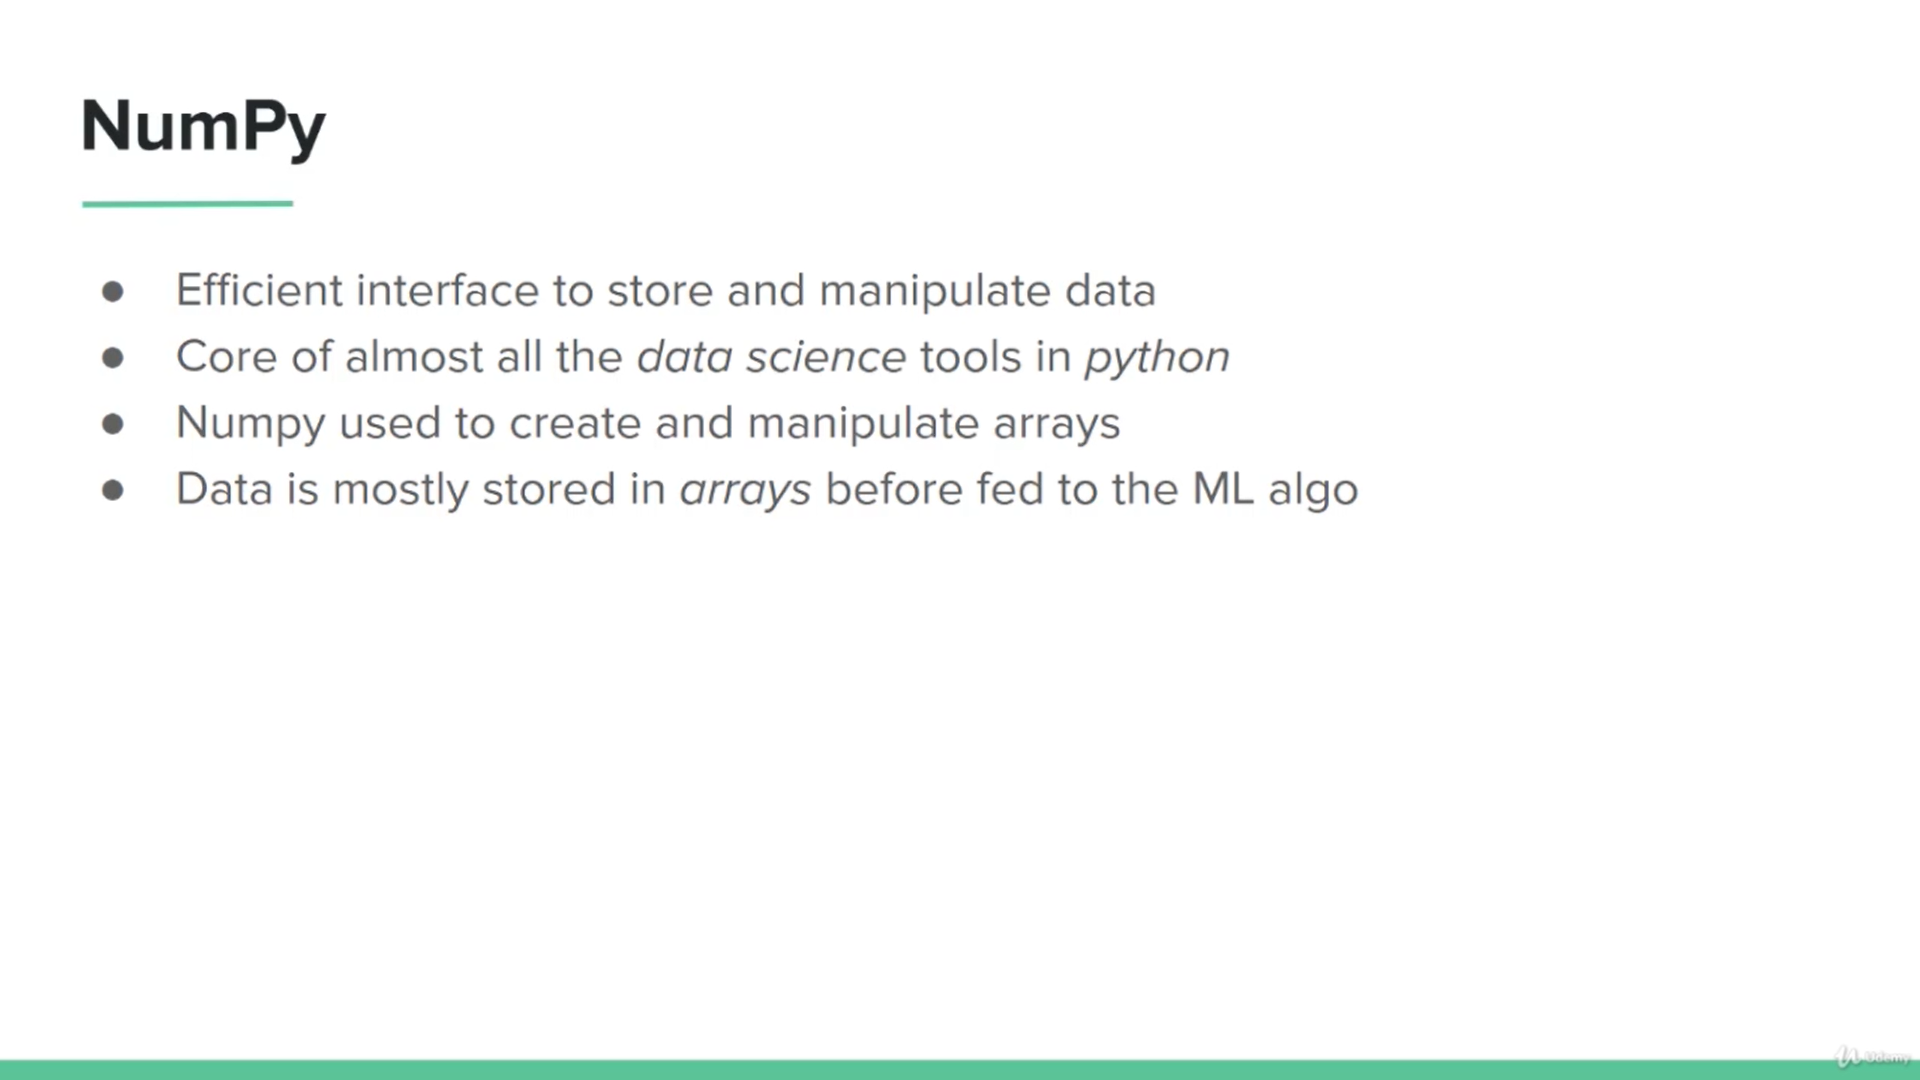 NumPy
● Efficient interface to store and manipulate data
● Core of almost all the data science tools in python
● Numpy used to create and manipulate arrays
● Data is mostly stored in arrays before fed to the ML algo
Udemy